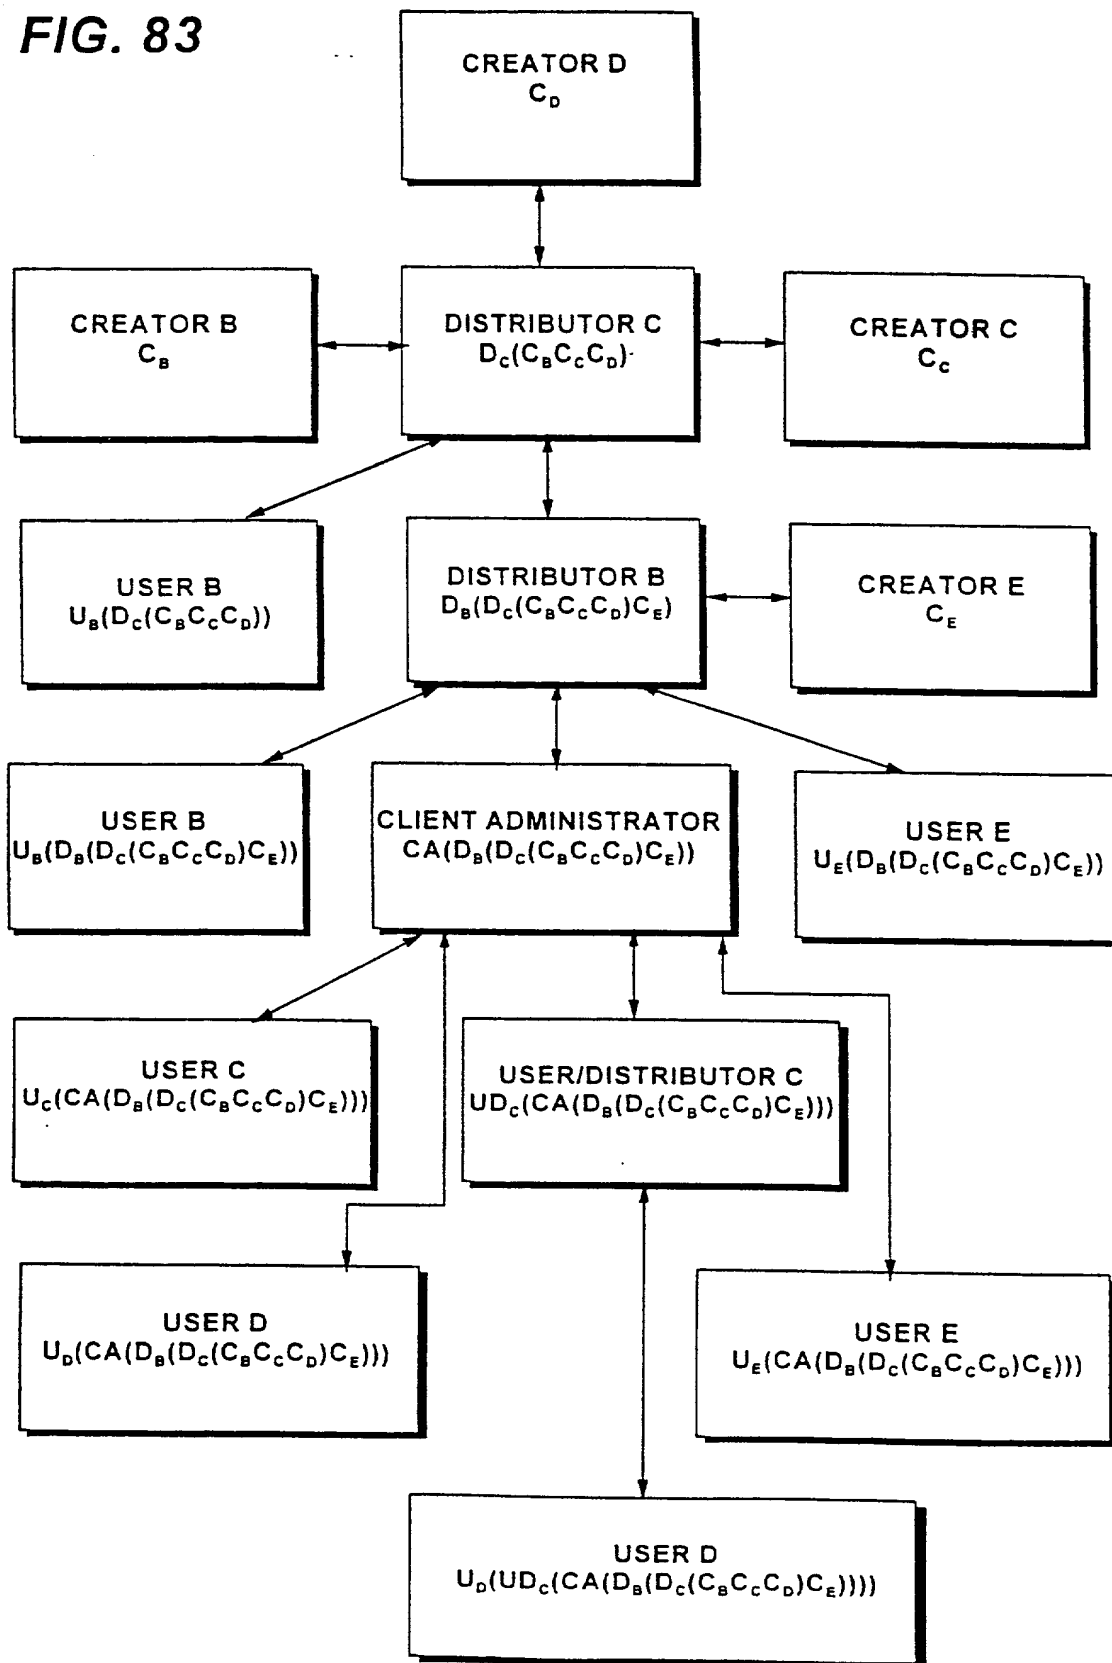 FIG. 83
CREATOR D
C_D
CREATOR B
C_B
DISTRIBUTOR C
D_C(C_BC_CC_D)
CREATOR C
C_C
USER B
U_B(D_C(C_BC_CC_D))
DISTRIBUTOR B
D_B(D_C(C_BC_CC_D)C_E)
CREATOR E
C_E
USER B
U_B(D_B(D_C(C_BC_CC_D)C_E))
CLIENT ADMINISTRATOR
CA(D_B(D_C(C_BC_CC_D)C_E))
USER E
U_E(D_B(D_C(C_BC_CC_D)C_E))
USER C
U_C(CA(D_B(D_C(C_BC_CC_D)C_E)))
USER/DISTRIBUTOR C
UD_C(CA(D_B(D_C(C_BC_CC_D)C_E)))
USER D
U_D(CA(D_B(D_C(C_BC_CC_D)C_E)))
USER E
U_E(CA(D_B(D_C(C_BC_CC_D)C_E)))
USER D
U_D(UD_C(CA(D_B(D_C(C_BC_CC_D)C_E))))